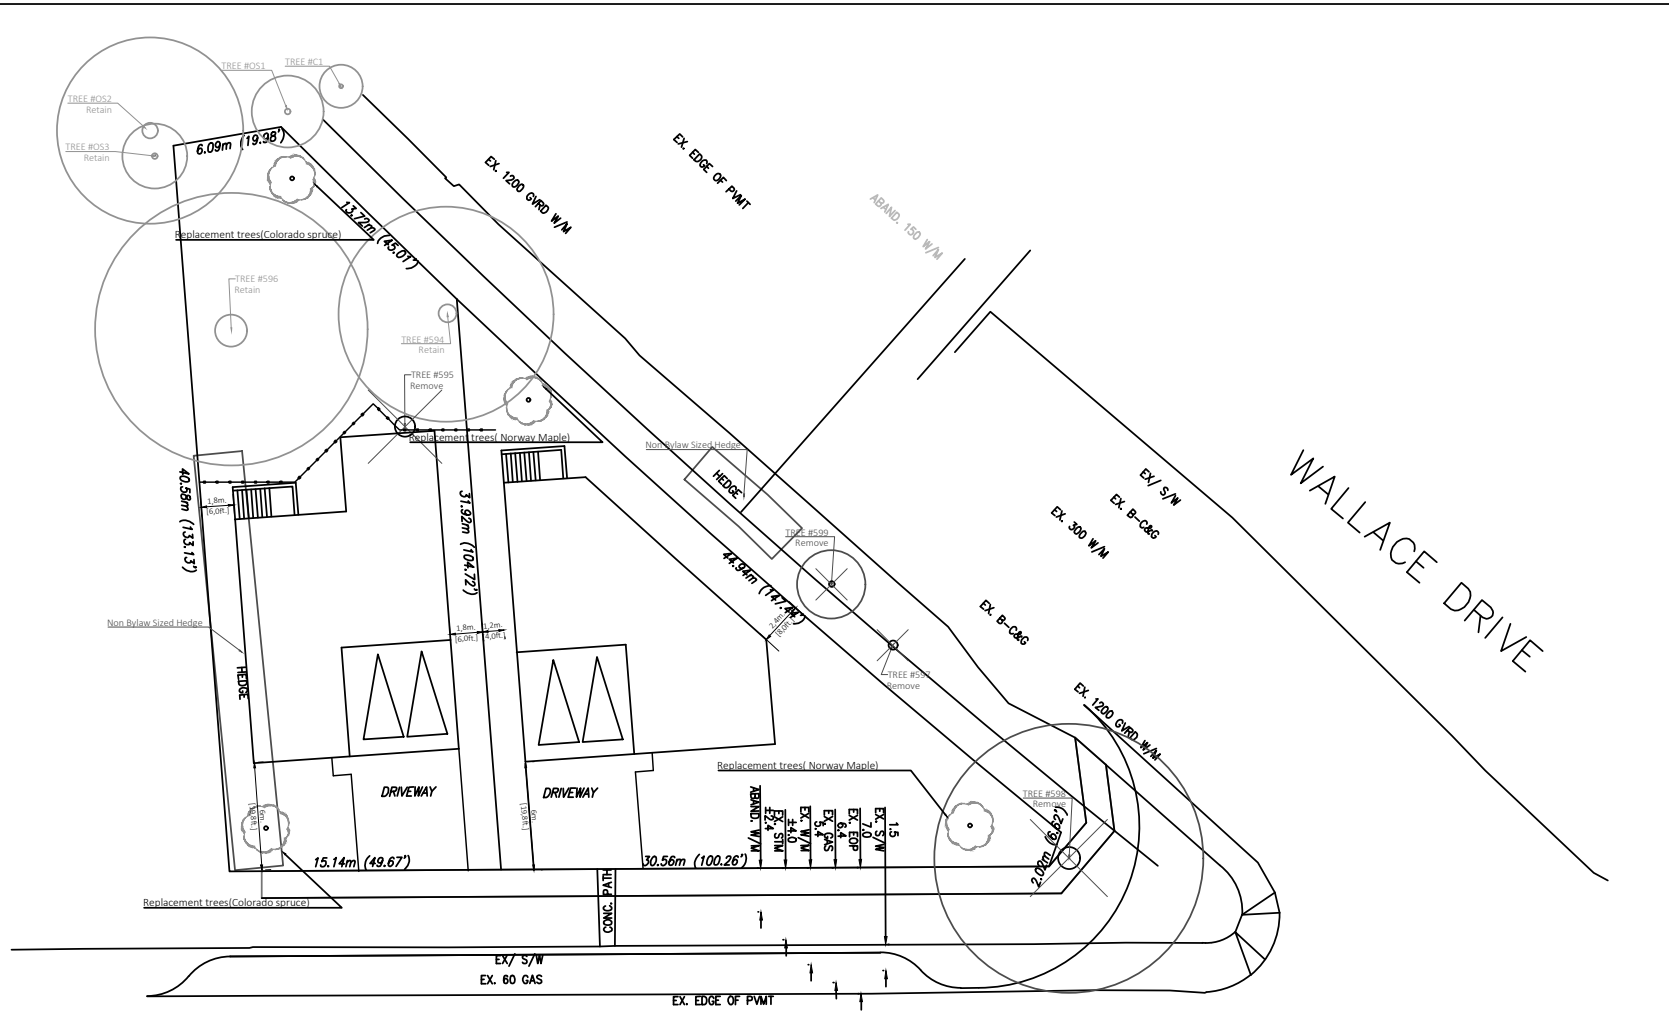 TREE #OS1
TREE #C1
TREE #OS2
Retain
TREE #OS3
Retain
6.09m (19.98')
EX. 1200 GVRD W/M
EX. EDGE OF PVMT
ABAND. 150 W/M
Replacement trees(Colorado spruce)
13.72m (45.01')
TREE #596
Retain
TREE #594
Retain
TREE #595
Remove
Replacement trees( Norway Maple)
Non Bylaw Sized Hedge
HEDGE
EX/ S/W
EX. B-C&G
EX. 300 W/M
WALLACE DRIVE
40.58m (133.13')
1,8m.
[6,0ft.]
31.92m (104.72')
TREE #599
Remove
44.94m (147.44')
2,4m.
[8,0ft.]
EX. B-C&G
Non Bylaw Sized Hedge
HEDGE
1,8m.
[6,0ft.]
1,2m.
4,0ft.]
TREE #597
Remove
EX. 1200 GVRD W/M
Replacement trees( Norway Maple)
DRIVEWAY
DRIVEWAY
6m
[19,8ft.]
6m
[19,8ft.]
ABAND. W/M
±2.4
EX. STM
±4.0
EX. W/M
5.4
EX. GAS
6.4
EX. EOP
7.0
EX. S/W
1.5
TREE #598
Remove
2.02m (6.62')
15.14m (49.67')
30.56m (100.26')
Replacement trees(Colorado spruce)
CONC. PATH
EX/ S/W
EX. 60 GAS
EX. EDGE OF PVMT